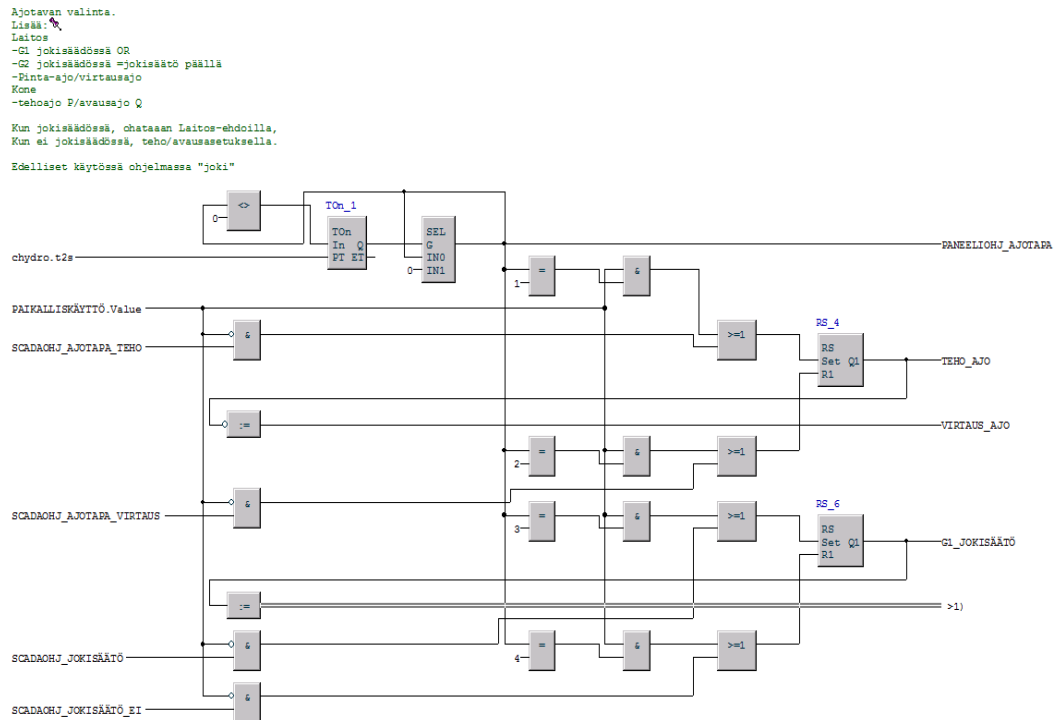 Ajotavan valinta.
Lisää:
Laitos
-G1 jokisäädössä OR
-G2 jokisäädössä =jokisäätö päällä
-Pinta-ajo/virtausajo
Kone
-tehoajo P/avausajo Q
Kun jokisäädössä, ohataaan Laitos-ehdoilla,
Kun ei jokisäädössä, teho/avausasetuksella.
Edelliset käytössä ohjelmassa "joki"
<>
0
TOn_1
TOn
In Q
PT ET
SEL
G
IN0
IN1
0
chydro.t2s
PANEELIOHJ_AJOTAPA
=
1
&
PAIKALLISKÄYTTÖ.Value
&
SCADAOHJ_AJOTAPA_TEHO
>=1
RS_4
RS
Set Q1
R1
TEHO_AJO
:=
VIRTAUS_AJO
=
2
&
>=1
&
SCADAOHJ_AJOTAPA_VIRTAUS
=
3
&
>=1
RS_6
RS
Set Q1
R1
G1_JOKISÄÄTÖ
:=
>1)
&
SCADAOHJ_JOKISÄÄTÖ
=
4
&
>=1
&
SCADAOHJ_JOKISÄÄTÖ_EI